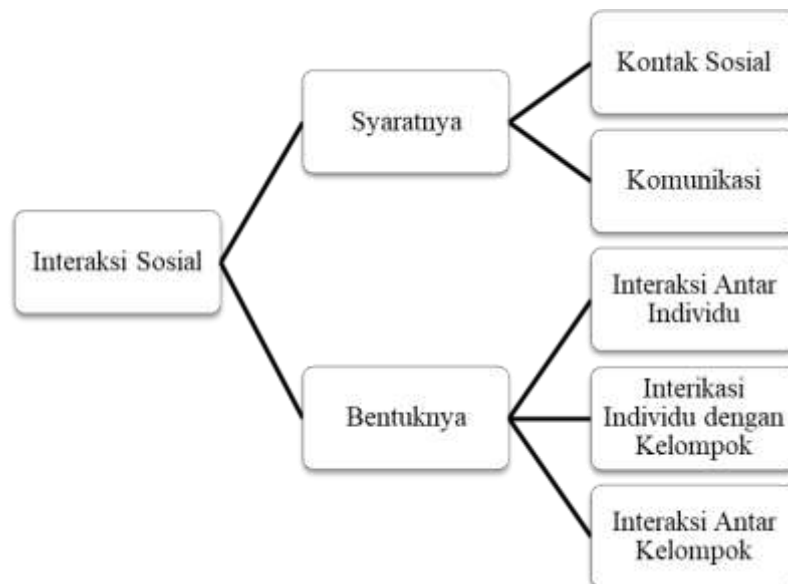 Interaksi Sosial
Syaratnya
Kontak Sosial
Komunikasi
Bentuknya
Interaksi Antar
Individu
Interikasi
Individu dengan
Kelompok
Interaksi Antar
Kelompok